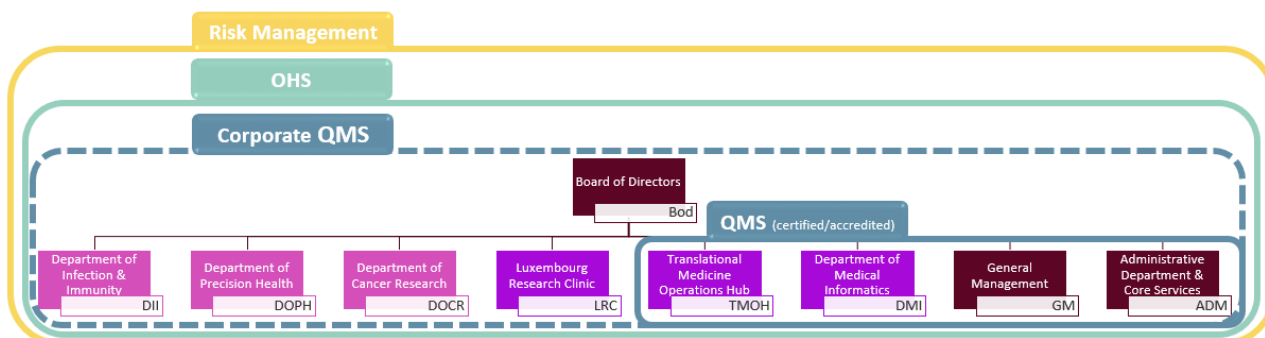 Risk Management
OHS
Corporate QMS
Board of Directors
Bod
QMS (certified/accredited)
Department of
Infection &
Immunity
DII
Department of
Precision Health
DOPH
Department of
Cancer Research
DOCR
Luxembourg
Research Clinic
LRC
Translational
Medicine
Operations Hub
TMOH
Department of
Medical
Informatics
DMI
General
Management
GM
Administrative
Department &
Core Services
ADM